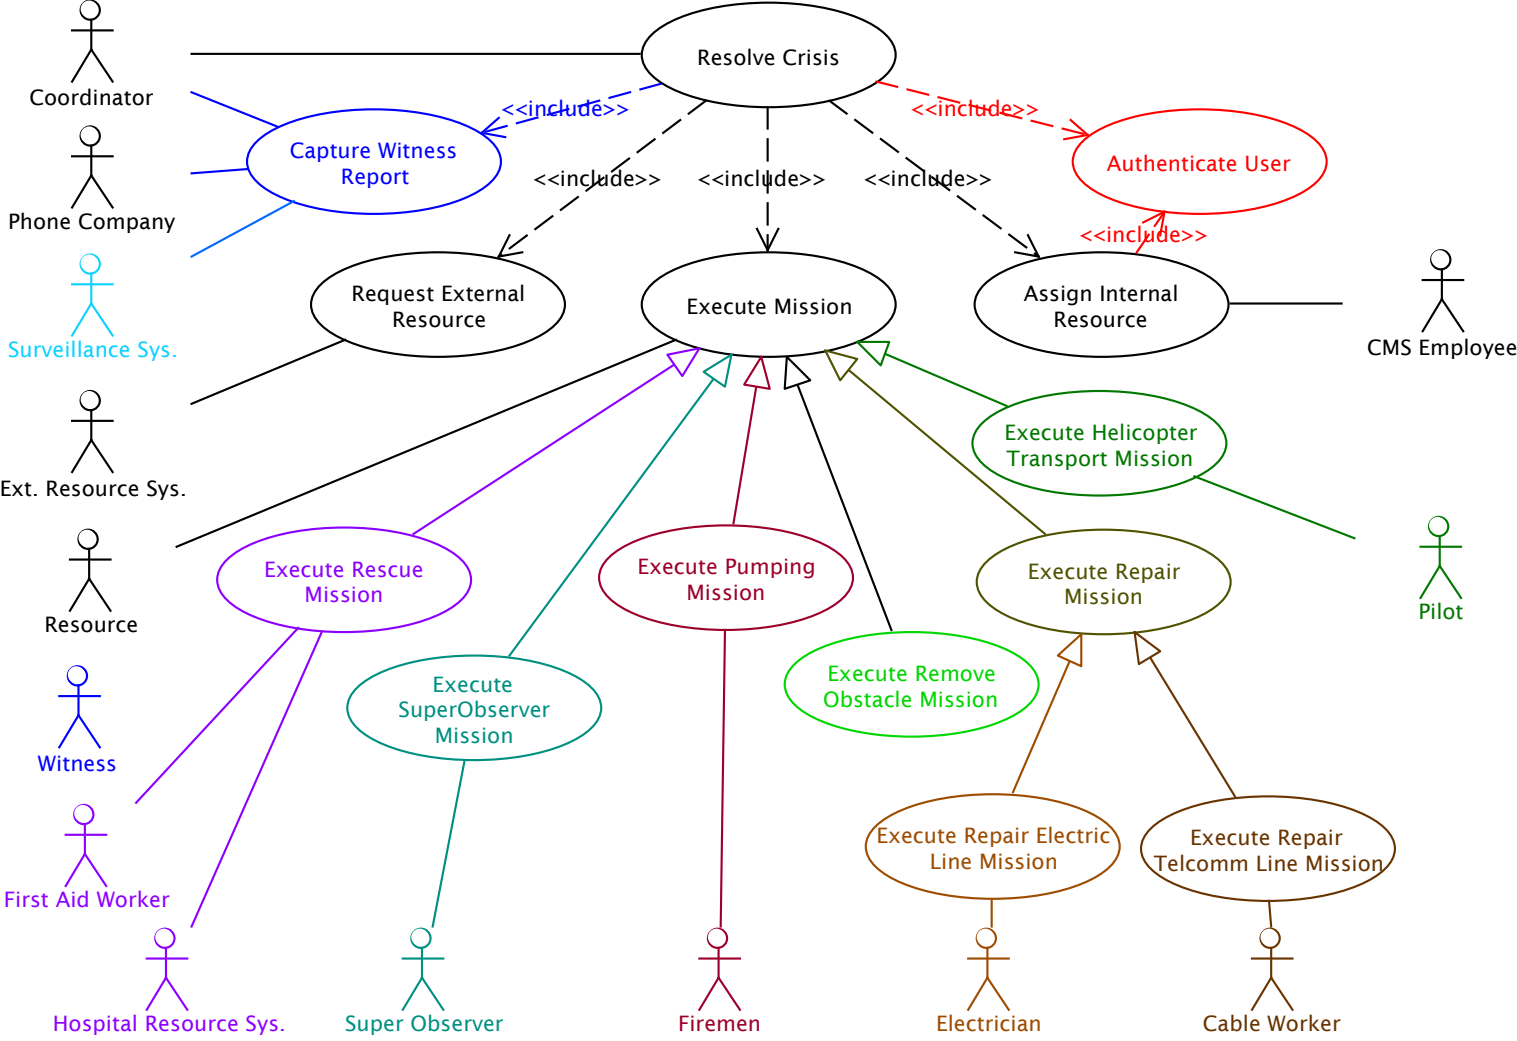 Resolve Crisis
Coordinator
<<include>>
<<include>>
Capture Witness
Report
Authenticate User
<<include>>
<<include>>
<<include>>
Phone Company
<<include>>
Surveillance Sys.
Request External
Resource
Execute Mission
Assign Internal
Resource
CMS Employee
Execute Helicopter
Transport Mission
Ext. Resource Sys.
Execute Rescue
Mission
Execute Pumping
Mission
Execute Repair
Mission
Pilot
Resource
Execute
SuperObserver
Mission
Execute Remove
Obstacle Mission
Witness
Execute Repair Electric
Line Mission
Execute Repair
Telcomm Line Mission
First Aid Worker
Hospital Resource Sys.
Super Observer
Firemen
Electrician
Cable Worker